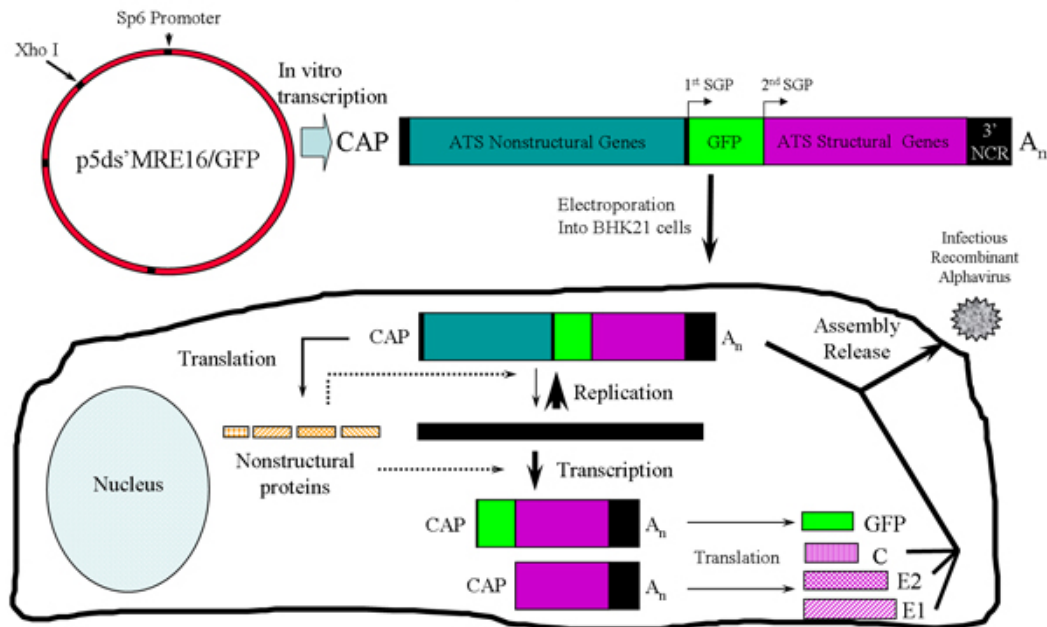 Sp6 Promoter
Xho I
In vitro
transcription
p5ds’MRE16/GFP
CAP
1st SGP
2nd SGP
ATS Nonstructural Genes
GFP
ATS Structural Genes
3’
NCR
An
Electroporation
Into BHK21 cells
Infectious
Recombinant
Alphavirus
CAP
An
Translation
Assembly
Release
Replication
Nonstructural
proteins
Nucleus
Transcription
CAP
An
GFP
Translation
C
CAP
An
E2
E1